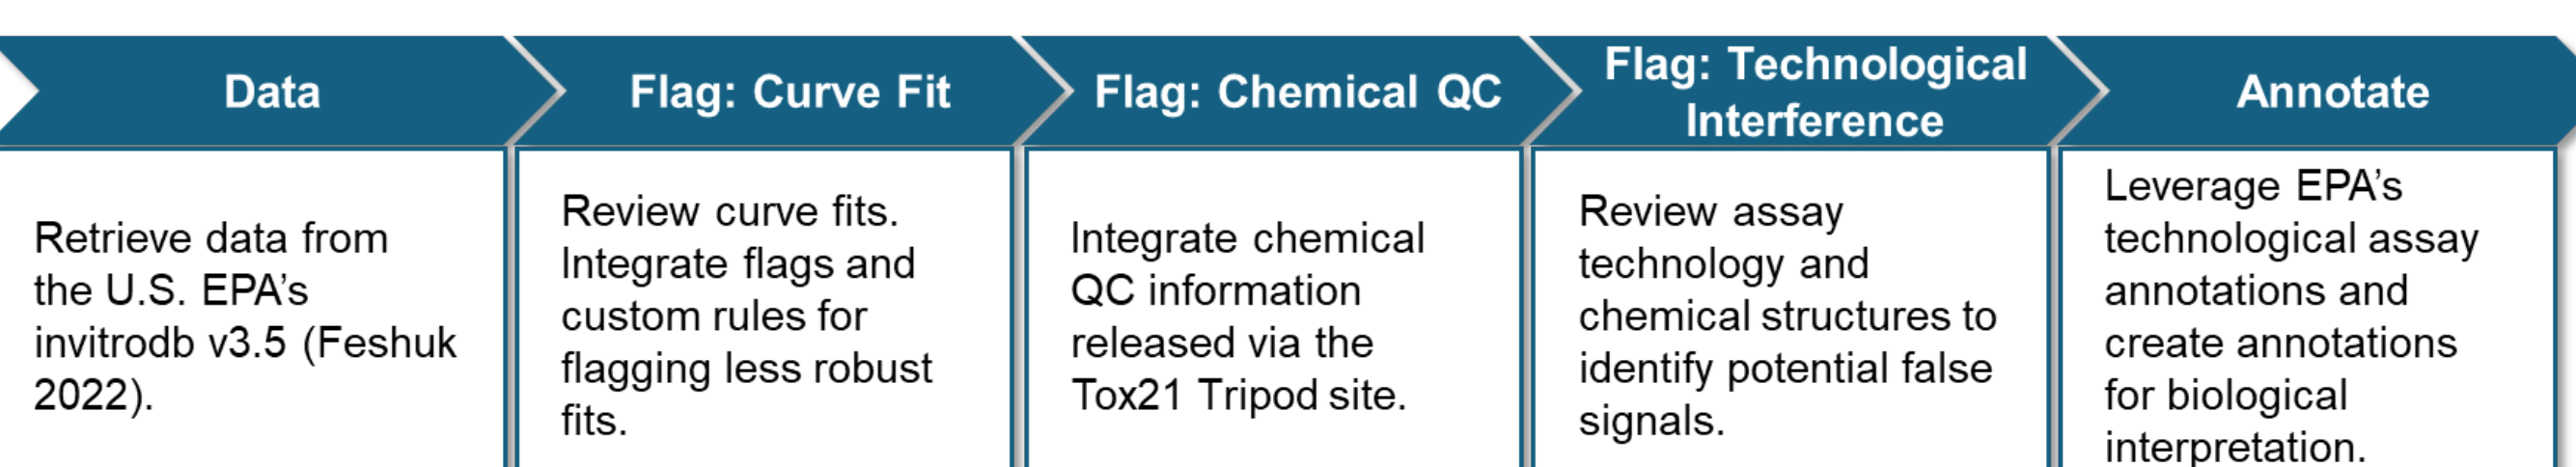 Data
Retrieve data from
the U.S. EPA’s
invitrodb v3.5 (Feshuk
2022).
Flag: Curve Fit
Review curve fits.
Integrate flags and
custom rules for
flagging less robust
fits.
Flag: Chemical QC
Integrate chemical
QC information
released via the
Tox21 Tripod site.
Flag: Technological
Interference
Review assay
technology and
chemical structures to
identify potential false
signals.
Annotate
Leverage EPA’s
technological assay
annotations and
create annotations
for biological
interpretation.